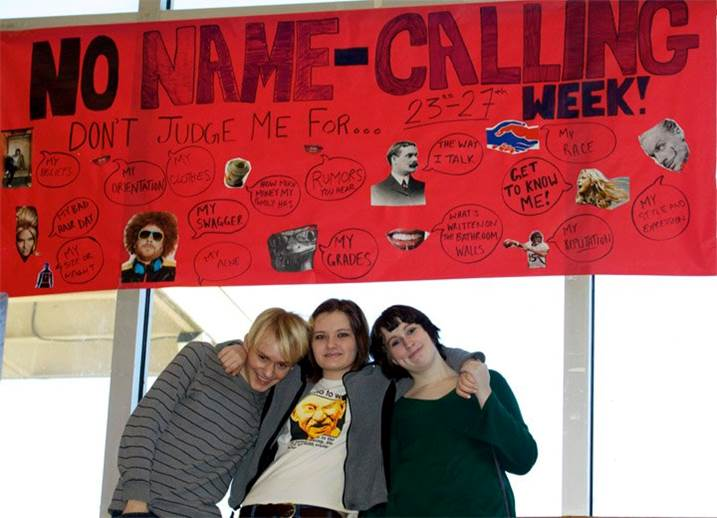 NO NAME-CALLING
WEEK!
23RD-27th
DON'T JUDGE ME FOR...
MY
BELIEFS
MY
ORIENTATION
MY
CLOTHES
HOW MUCH
MONEY MY
FAMILY HAS
RUMORS
YOU HEAR
THE WAY
I TALK
MY
RACE
GET
TO KNOW
ME!
MY BAD
HAIR DAY
MY
SIZE OR
WEIGHT
MY
SWAGGER
MY ACNE
MY
GRADES
WHAT'S
WRITTEN ON
THE BATHROOM
WALLS
MY
REPUTATION
MY
STYLE AND
EXPRESSION